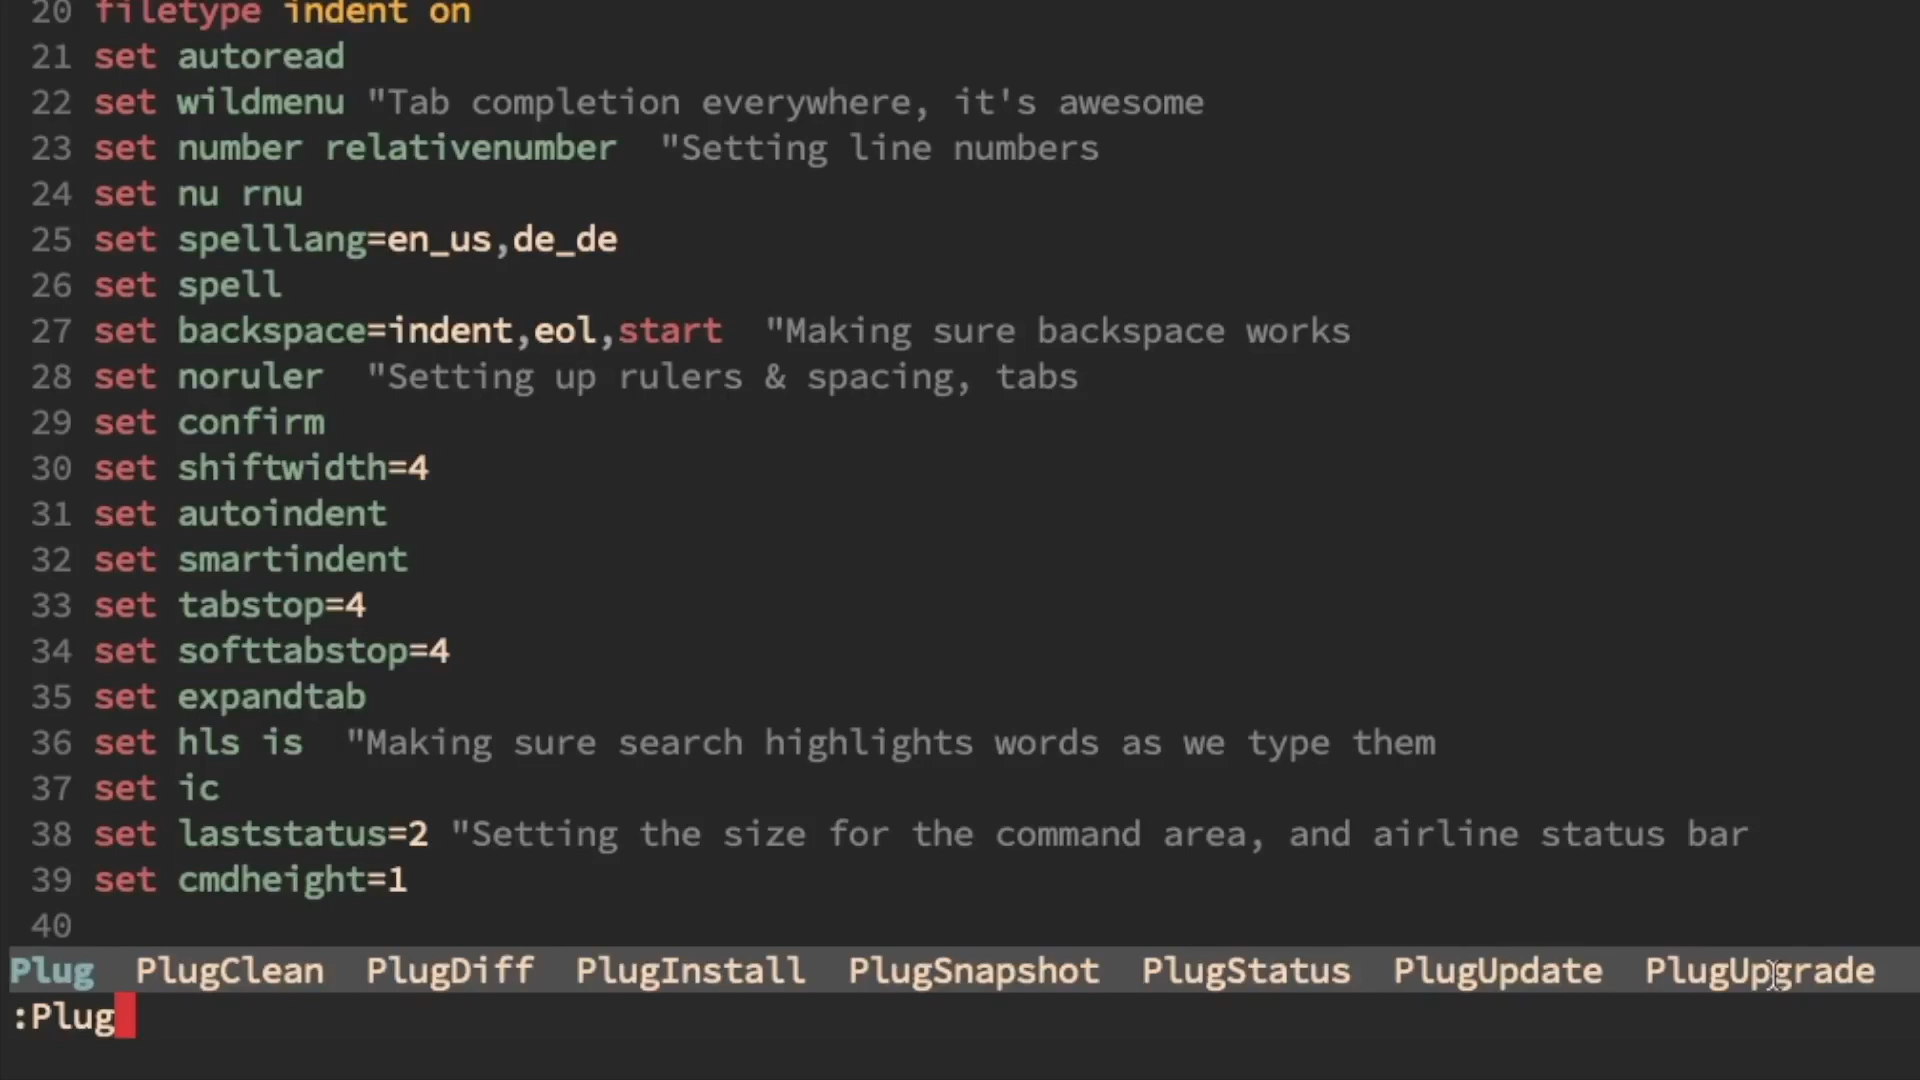 20 filetype indent on
21 set autoread
22 set wildmenu "Tab completion everywhere, it's awesome
23 set number relativenumber  "Setting line numbers
24 set nu rnu
25 set spelllang=en_us,de_de
26 set spell
27 set backspace=indent,eol,start  "Making sure backspace works
28 set noruler  "Setting up rulers & spacing, tabs
29 set confirm
30 set shiftwidth=4
31 set autoindent
32 set smartindent
33 set tabstop=4
34 set softtabstop=4
35 set expandtab
36 set hls is  "Making sure search highlights words as we type them
37 set ic
38 set laststatus=2 "Setting the size for the command area, and airline status bar
39 set cmdheight=1
40
Plug  PlugClean  PlugDiff  PlugInstall  PlugSnapshot  PlugStatus  PlugUpdate  PlugUpgrade
:Plug